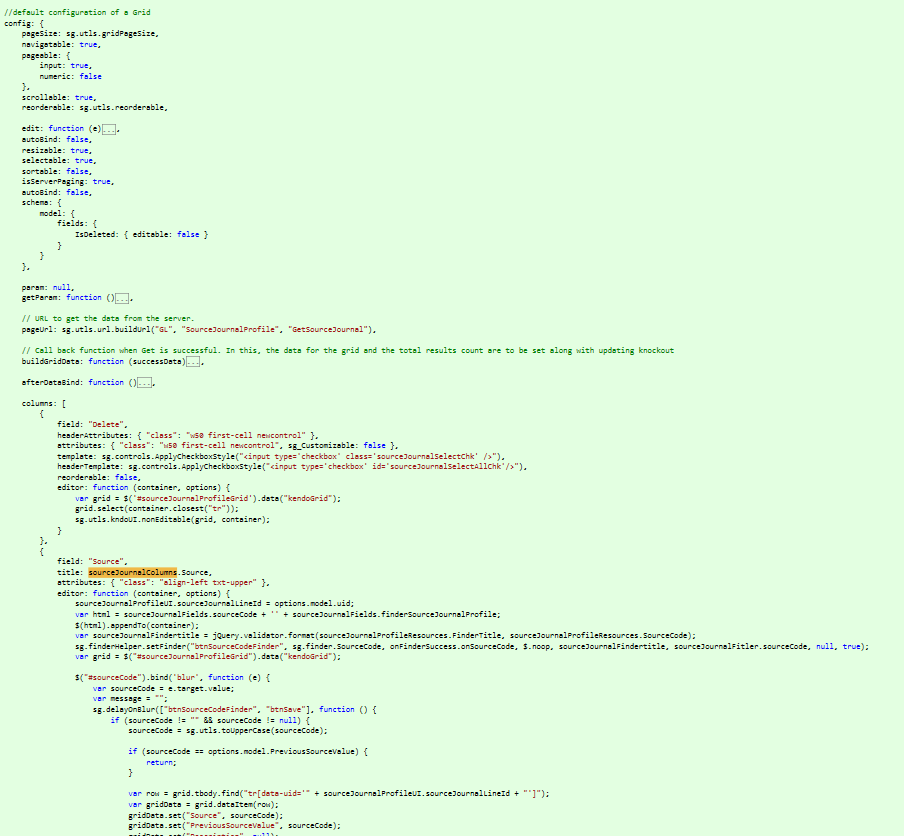 //default configuration of a Grid
config: {
pageSize: sg.utls.gridPageSize,
navigatable: true,
pageable: {
input: true,
numeric: false
},
scrollable: true,
reorderable: sg.utls.reorderable,
edit: function (e)...,
autoBind: false,
resizable: true,
selectable: true,
sortable: false,
isServerPaging: true,
autoBind: false,
schema: {
model: {
fields: {
IsDeleted: { editable: false }
}
}
},
param: null,
getParam: function ()...,
// URL to get the data from the server.
pageUrl: sg.utls.url.buildUrl("GL", "SourceJournalProfile", "GetSourceJournal"),
// Call back function when Get is successful. In this, the data for the grid and the total results count are to be set along with updating knockout
buildGridData: function (successData)...,
afterDataBind: function ()...,
columns: [
{
field: "Delete",
headerAttributes: { "class": "w50 first-cell newcontrol" },
attributes: { "class": "w50 first-cell newcontrol", sg_Customizable: false },
template: sg.controls.ApplyCheckboxStyle("<input type='checkbox' class='sourceJournalSelectChk' />"),
headerTemplate: sg.controls.ApplyCheckboxStyle("<input type='checkbox' id='sourceJournalSelectAllChk'/>"),
reorderable: false,
editor: function (container, options) {
var grid = $('#sourceJournalProfileGrid').data("kendoGrid");
grid.select(container.closest("tr"));
sg.utls.kndoUI.nonEditable(grid, container);
}
},
{
field: "Source",
title: sourceJournalColumns.Source,
attributes: { "class": "align-left txt-upper" },
editor: function (container, options) {
sourceJournalProfileUI.sourceJournalLineId = options.model.uid;
var html = sourceJournalFields.sourceCode + '' + sourceJournalFields.finderSourceJournalProfile;
$(html).appendTo(container);
var sourceJournalFindertitle = jQuery.validator.format(sourceJournalProfileResources.FinderTitle, sourceJournalProfileResources.SourceCode);
sg.finderHelper.setFinder("btnSourceCodeFinder", sg.finder.SourceCode, onFinderSuccess.onSourceCode, $.noop, sourceJournalFindertitle, sourceJournalFitler.sourceCode, null, true);
var grid = $("#sourceJournalProfileGrid").data("kendoGrid");
$("#sourceCode").bind('blur', function (e) {
var sourceCode = e.target.value;
var message = "";
sg.delayOnBlur(["btnSourceCodeFinder", "btnSave"], function () {
if (sourceCode != "" && sourceCode != null) {
sourceCode = sg.utls.toUpperCase(sourceCode);
if (sourceCode == options.model.PreviousSourceValue) {
return;
}
var row = grid.tbody.find("tr[data-uid='" + sourceJournalProfileUI.sourceJournalLineId + "']");
var gridData = grid.dataItem(row);
gridData.set("Source", sourceCode);
gridData.set("PreviousSourceValue", sourceCode);